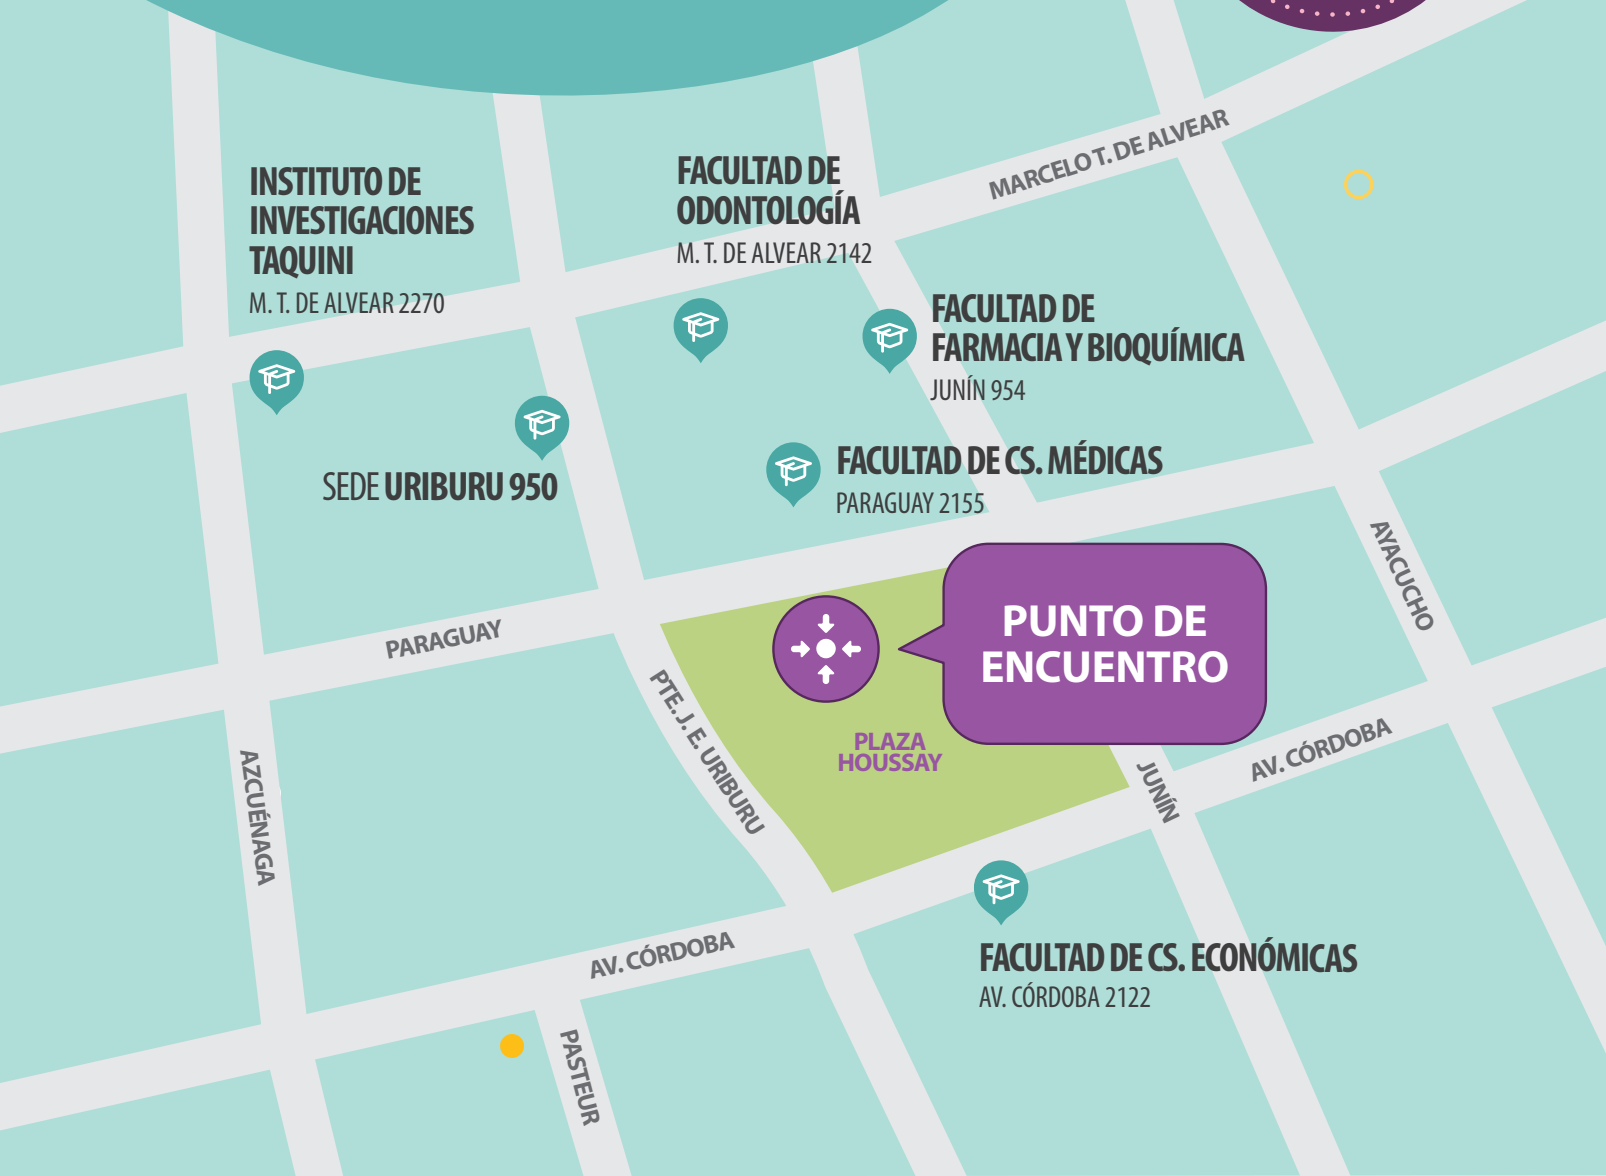 MARCELO T. DE ALVEAR
INSTITUTO DE
INVESTIGACIONES
TAQUINI
M. T. DE ALVEAR 2270
FACULTAD DE
ODONTOLOGÍA
M. T. DE ALVEAR 2142
FACULTAD DE
FARMACIA Y BIOQUÍMICA
JUNÍN 954
SEDE URIBURU 950
FACULTAD DE CS. MÉDICAS
PARAGUAY 2155
AYACUCHO
PARAGUAY
PUNTO DE
ENCUENTRO
PTE. J. E. URIBURU
PLAZA
HOUSSAY
AZCUÉNAGA
JUNÍN
AV. CÓRDOBA
AV. CÓRDOBA
FACULTAD DE CS. ECONÓMICAS
AV. CÓRDOBA 2122
PASTEUR